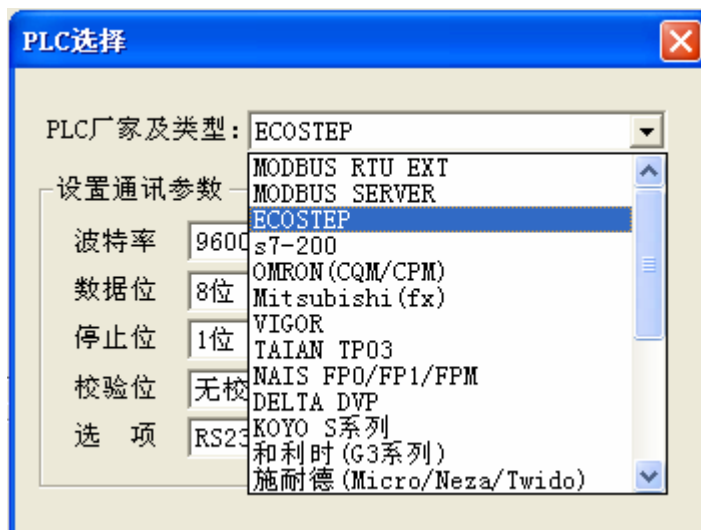 PLC选择
PLC厂家及类型: ECOSTEP
MODBUS RTU EXT
设置通讯参数 MODBUS SERVER
ECOSTEP
波特率 9600 s7-200
OMRON(CQM/CPM)
数据位 8位 Mitsubishi(fx)
VIGOR
停止位 1位 TAIAN TP03
NAIS FP0/FP1/FPM
校验位 无校 DELTA DVP
选 项 RS23 KOYO S系列
和利时(G3系列)
施耐德(Micro/Neza/Twido)